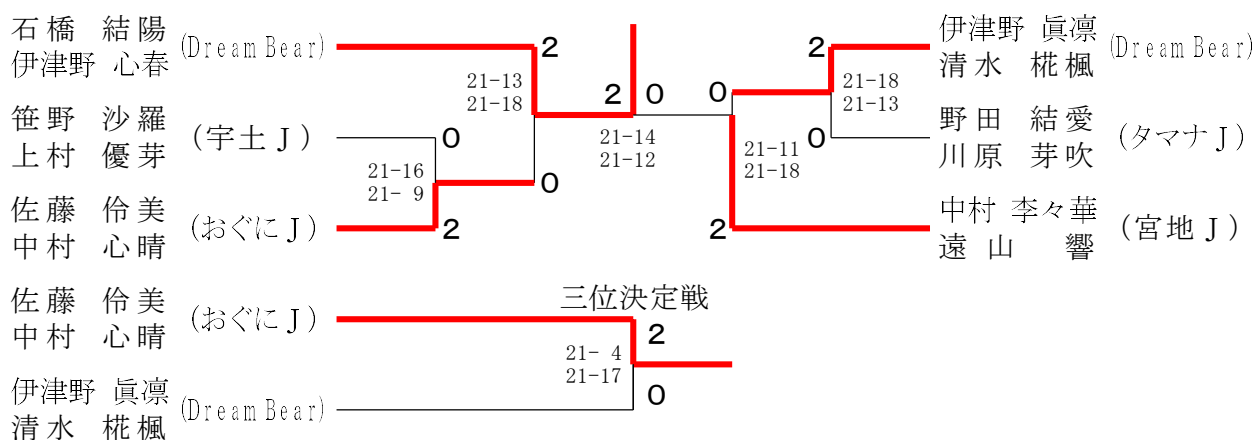 石橋 結陽
伊津野 心春
(Dream Bear)
2
21-13
21-18
笹野 沙羅
上村 優芽
(宇土J)
0
21-16
21- 9
0
佐藤 伶美
中村 心晴
(おぐにJ)
2
2
0
21-14
21-12
伊津野 眞凛
清水 椛楓
(Dream Bear)
2
0
21-18
21-13
野田 結愛
川原 芽吹
(タマナJ)
0
21-11
21-18
中村 李々華
遠山 響
(宮地J)
2
三位決定戦
佐藤 伶美
中村 心晴
(おぐにJ)
2
21- 4
21-17
伊津野 眞凛
清水 椛楓
(Dream Bear)
0